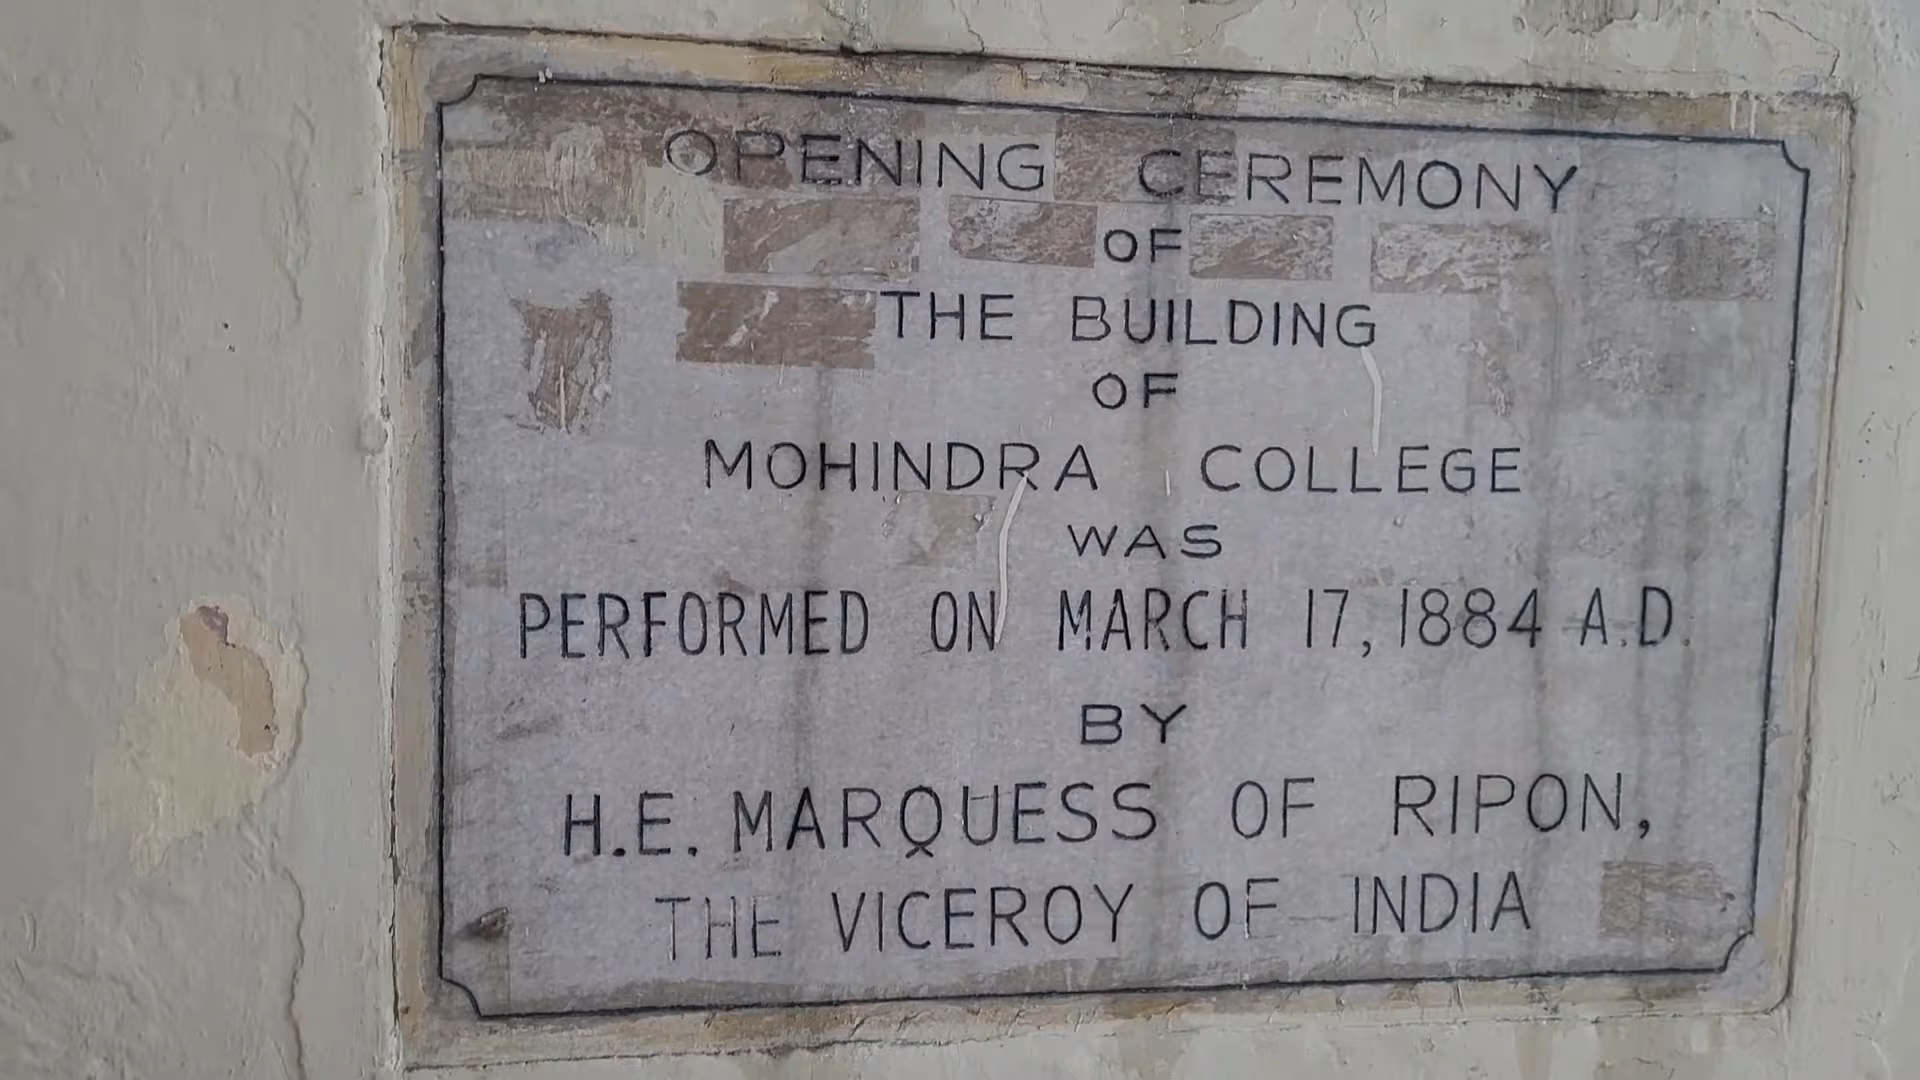 OPENING CEREMONY
OF
THE BUILDING
OF
MOHINDRA COLLEGE
WAS
PERFORMED ON MARCH 17, 1884 A.D.
BY
H.E. MARQUESS OF RIPON,
THE VICEROY OF INDIA